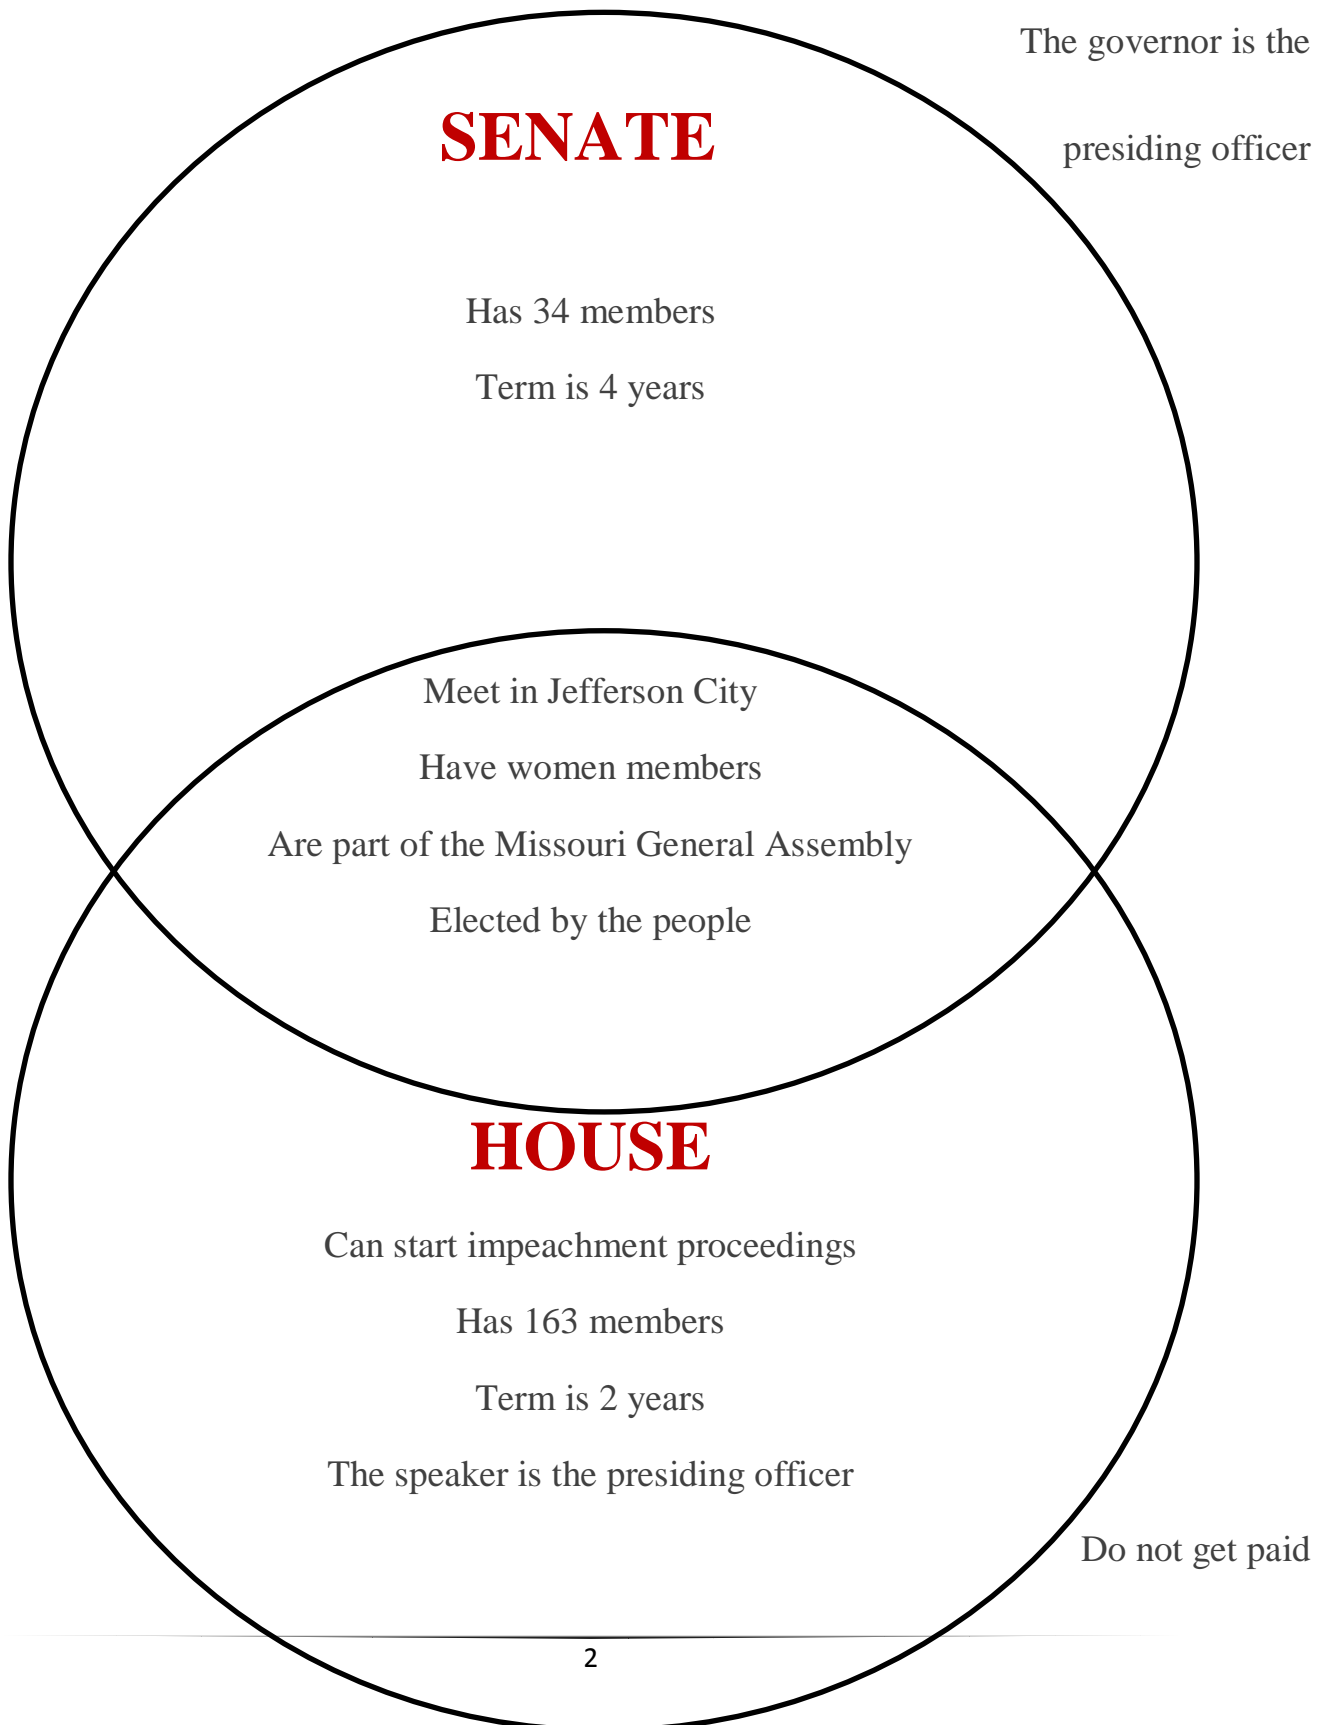 The governor is the
presiding officer
SENATE
Has 34 members
Term is 4 years
Meet in Jefferson City
Have women members
Are part of the Missouri General Assembly
Elected by the people
HOUSE
Can start impeachment proceedings
Has 163 members
Term is 2 years
The speaker is the presiding officer
Do not get paid
2